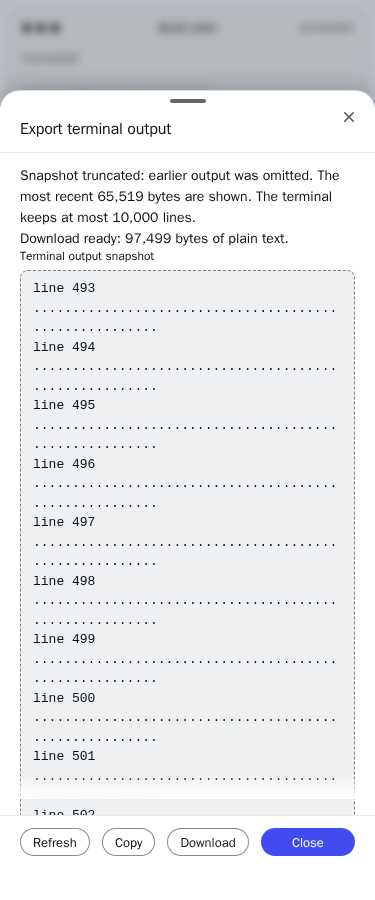 Export terminal output
Snapshot truncated: earlier output was omitted. The
most recent 65,519 bytes are shown. The terminal
keeps at most 10,000 lines.
Download ready: 97,499 bytes of plain text.
Terminal output snapshot
line 493
.......................................
................
line 494
.......................................
................
line 495
.......................................
................
line 496
.......................................
................
line 497
.......................................
................
line 498
.......................................
................
line 499
.......................................
................
line 500
.......................................
................
line 501
.......................................
line 502
Refresh
Copy
Download
Close